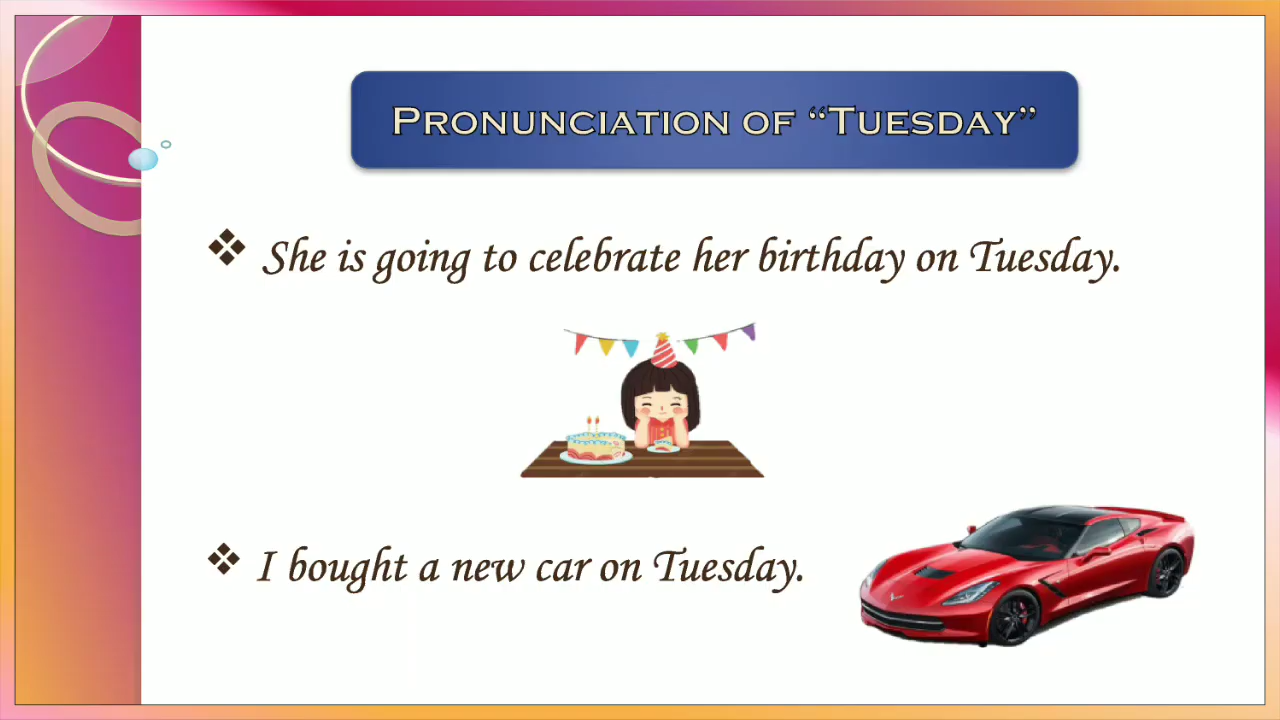 Pronunciation of “Tuesday”
She is going to celebrate her birthday on Tuesday.
I bought a new car on Tuesday.